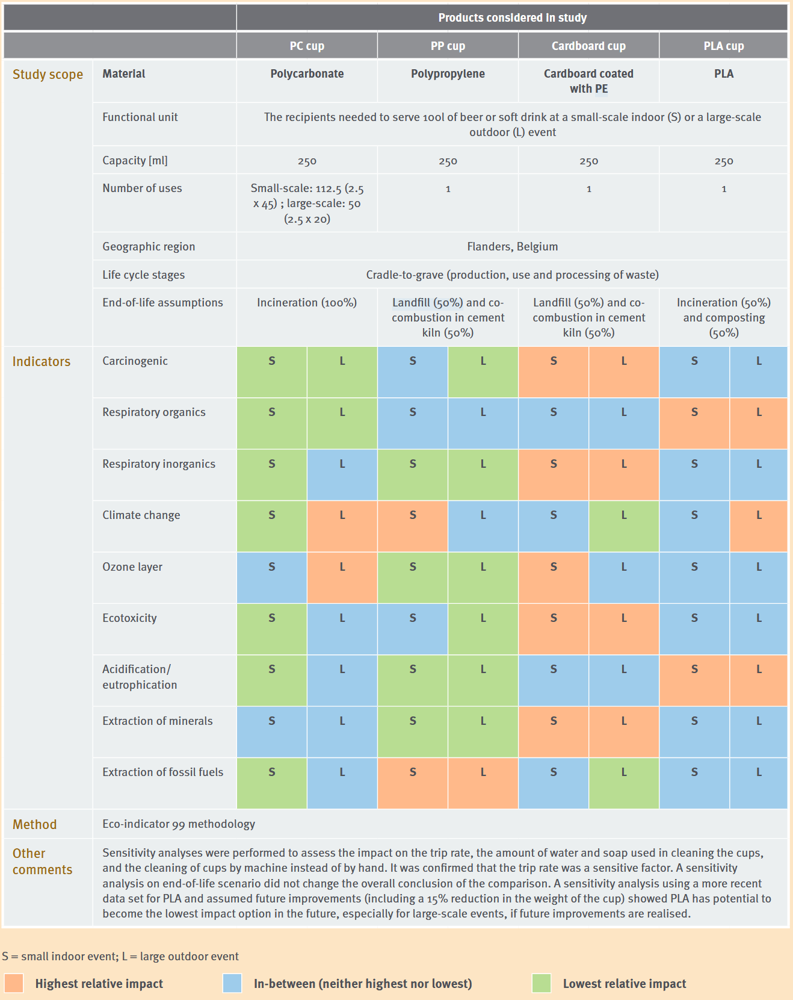 Products considered in study
PC cup
PP cup
Cardboard cup
PLA cup
Study scope
Material
Polycarbonate
Polypropylene
Cardboard coated
with PE
PLA
Functional unit
The recipients needed to serve 100l of beer or soft drink at a small-scale indoor (S) or a large-scale
outdoor (L) event
Capacity [ml]
250
250
250
250
Number of uses
Small-scale: 112.5 (2.5
x 45) ; large-scale: 50
(2.5 x 20)
1
1
1
Geographic region
Flanders, Belgium
Life cycle stages
Cradle-to-grave (production, use and processing of waste)
End-of-life assumptions
Incineration (100%)
Landfill (50%) and co-
combustion in cement
kiln (50%)
Landfill (50%) and co-
combustion in cement
kiln (50%)
Incineration (50%)
and composting
(50%)
Indicators
Carcinogenic
S L S L S L S L
Respiratory organics
S L S L S L S L
Respiratory inorganics
S L S L S L S L
Climate change
S L S L S L S L
Ozone layer
S L S L S L S L
Ecotoxicity
S L S L S L S L
Acidification/
eutrophication
S L S L S L S L
Extraction of minerals
S L S L S L S L
Extraction of fossil fuels
S L S L S L S L
Method
Eco-indicator 99 methodology
Other
comments
Sensitivity analyses were performed to assess the impact on the trip rate, the amount of water and soap used in cleaning the cups,
and the cleaning of cups by machine instead of by hand. It was confirmed that the trip rate was a sensitive factor. A sensitivity
analysis on end-of-life scenario did not change the overall conclusion of the comparison. A sensitivity analysis using a more recent
data set for PLA and assumed future improvements (including a 15% reduction in the weight of the cup) showed PLA has potential to
become the lowest impact option in the future, especially for large-scale events, if future improvements are realised.
S = small indoor event; L = large outdoor event
Highest relative impact
In-between (neither highest nor lowest)
Lowest relative impact